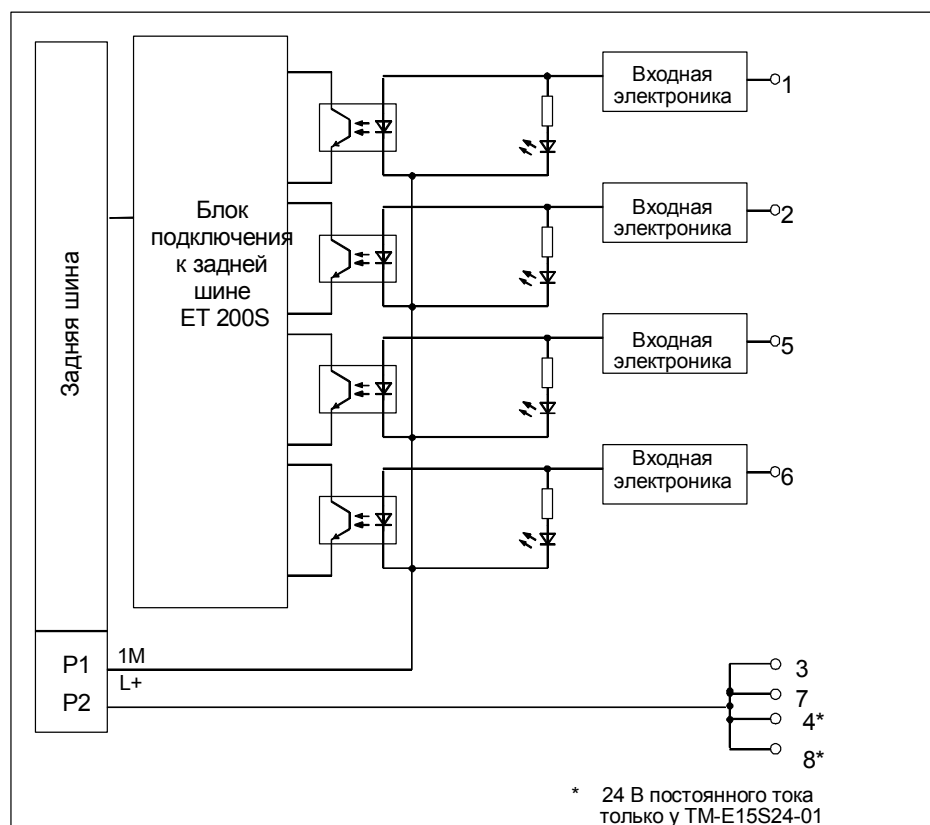 Задняя шина
Блок
подключения
к задней
шине
ET 200S
Входная
электроника
1
Входная
электроника
2
Входная
электроника
5
Входная
электроника
6
P1
1M
L+
P2
3
7
4*
8*
* 24 В постоянного тока
только у TM-E15S24-01